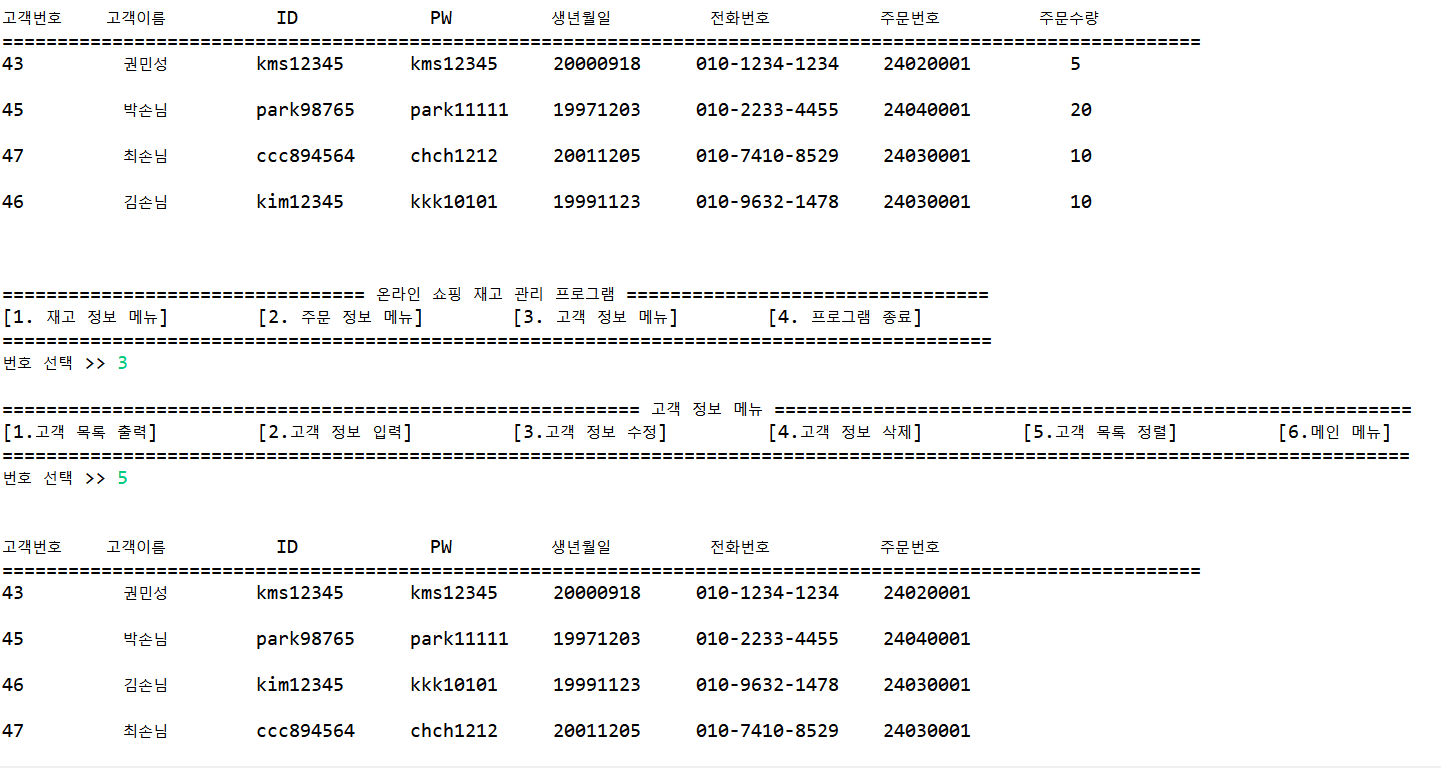 고객번호 고객이름 ID PW 생년월일 전화번호 주문번호 주문수량
=============================================================================================================
43 권민성 kms12345 kms12345 20000918 010-1234-1234 24020001 5
45 박손님 park98765 park11111 19971203 010-2233-4455 24040001 20
47 최손님 ccc894564 chch1212 20011205 010-7410-8529 24030001 10
46 김손님 kim12345 kkk10101 19991123 010-9632-1478 24030001 10
================================= 온라인 쇼핑 재고 관리 프로그램 =================================
[1. 재고 정보 메뉴] [2. 주문 정보 메뉴] [3. 고객 정보 메뉴] [4. 프로그램 종료]
==========================================================================================
번호 선택 >> 3
========================================================== 고객 정보 메뉴 ==========================================================
[1.고객 목록 출력] [2.고객 정보 입력] [3.고객 정보 수정] [4.고객 정보 삭제] [5.고객 목록 정렬] [6.메인 메뉴]
================================================================================================================================
번호 선택 >> 5
고객번호 고객이름 ID PW 생년월일 전화번호 주문번호
=============================================================================================================
43 권민성 kms12345 kms12345 20000918 010-1234-1234 24020001
45 박손님 park98765 park11111 19971203 010-2233-4455 24040001
46 김손님 kim12345 kkk10101 19991123 010-9632-1478 24030001
47 최손님 ccc894564 chch1212 20011205 010-7410-8529 24030001